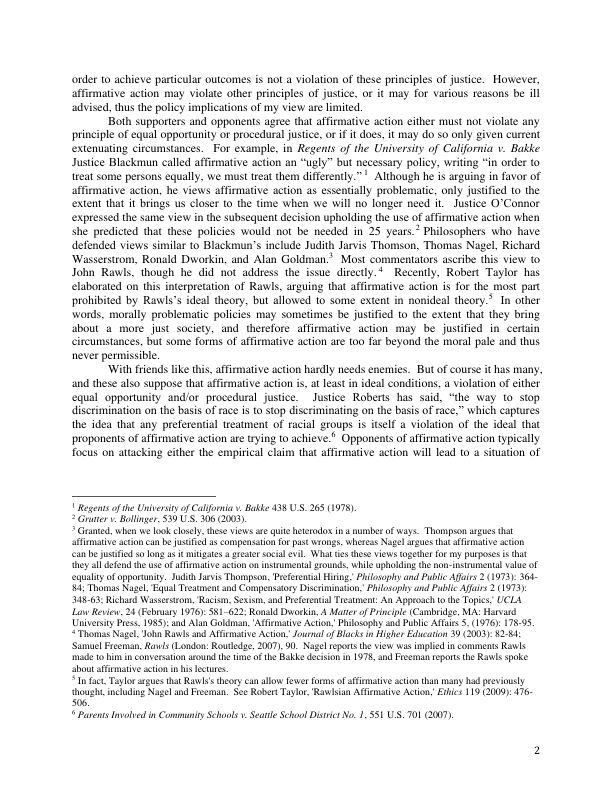 order to achieve particular outcomes is not a violation of these principles of justice.  However,
affirmative action may violate other principles of justice, or it may for various reasons be ill
advised, thus the policy implications of my view are limited.
Both supporters and opponents agree that affirmative action either must not violate any
principle of equal opportunity or procedural justice, or if it does, it may do so only given current
extenuating circumstances.  For example, in Regents of the University of California v. Bakke
Justice Blackmun called affirmative action an “ugly” but necessary policy, writing “in order to
treat some persons equally, we must treat them differently.” 1  Although he is arguing in favor of
affirmative action, he views affirmative action as essentially problematic, only justified to the
extent that it brings us closer to the time when we will no longer need it.  Justice O’Connor
expressed the same view in the subsequent decision upholding the use of affirmative action when
she predicted that these policies would not be needed in 25 years.2 Philosophers who have
defended views similar to Blackmun’s include Judith Jarvis Thomson, Thomas Nagel, Richard
Wasserstrom, Ronald Dworkin, and Alan Goldman.3  Most commentators ascribe this view to
John Rawls, though he did not address the issue directly. 4  Recently, Robert Taylor has
elaborated on this interpretation of Rawls, arguing that affirmative action is for the most part
prohibited by Rawls’s ideal theory, but allowed to some extent in nonideal theory.5  In other
words, morally problematic policies may sometimes be justified to the extent that they bring
about a more just society, and therefore affirmative action may be justified in certain
circumstances, but some forms of affirmative action are too far beyond the moral pale and thus
never permissible.
With friends like this, affirmative action hardly needs enemies.  But of course it has many,
and these also suppose that affirmative action is, at least in ideal conditions, a violation of either
equal opportunity and/or procedural justice.  Justice Roberts has said, “the way to stop
discrimination on the basis of race is to stop discriminating on the basis of race,” which captures
the idea that any preferential treatment of racial groups is itself a violation of the ideal that
proponents of affirmative action are trying to achieve.6  Opponents of affirmative action typically
focus on attacking either the empirical claim that affirmative action will lead to a situation of
1 Regents of the University of California v. Bakke 438 U.S. 265 (1978).
2 Grutter v. Bollinger, 539 U.S. 306 (2003).
3 Granted, when we look closely, these views are quite heterodox in a number of ways.  Thompson argues that
affirmative action can be justified as compensation for past wrongs, whereas Nagel argues that affirmative action
can be justified so long as it mitigates a greater social evil.  What ties these views together for my purposes is that
they all defend the use of affirmative action on instrumental grounds, while upholding the non-instrumental value of
equality of opportunity.  Judith Jarvis Thompson, 'Preferential Hiring,' Philosophy and Public Affairs 2 (1973): 364-
84; Thomas Nagel, 'Equal Treatment and Compensatory Discrimination,' Philosophy and Public Affairs 2 (1973):
348-63; Richard Wasserstrom, 'Racism, Sexism, and Preferential Treatment: An Approach to the Topics,' UCLA
Law Review, 24 (February 1976): 581–622; Ronald Dworkin, A Matter of Principle (Cambridge, MA: Harvard
University Press, 1985); and Alan Goldman, 'Affirmative Action,' Philosophy and Public Affairs 5, (1976): 178-95.
4 Thomas Nagel, 'John Rawls and Affirmative Action,' Journal of Blacks in Higher Education 39 (2003): 82-84;
Samuel Freeman, Rawls (London: Routledge, 2007), 90.  Nagel reports the view was implied in comments Rawls
made to him in conversation around the time of the Bakke decision in 1978, and Freeman reports the Rawls spoke
about affirmative action in his lectures.
5 In fact, Taylor argues that Rawls's theory can allow fewer forms of affirmative action than many had previously
thought, including Nagel and Freeman.  See Robert Taylor, 'Rawlsian Affirmative Action,' Ethics 119 (2009): 476-
506.
6 Parents Involved in Community Schools v. Seattle School District No. 1, 551 U.S. 701 (2007).
2